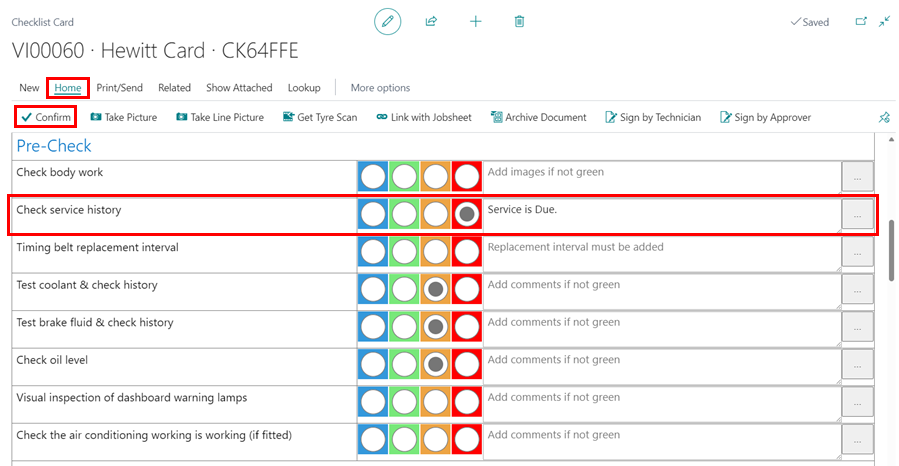 Checklist Card
Saved
VI00060 · Hewitt Card · CK64FFE
New Home Print/Send Related Show Attached Lookup More options
Confirm Take Picture Take Line Picture Get Tyre Scan Link with Jobsheet Archive Document Sign by Technician Sign by Approver
Pre-Check
Check body work Add images if not green ...
Check service history Service is Due. ...
Timing belt replacement interval Replacement interval must be added ...
Test coolant & check history Add comments if not green ...
Test brake fluid & check history Add comments if not green ...
Check oil level Add comments if not green ...
Visual inspection of dashboard warning lamps Add comments if not green ...
Check the air conditioning working is working (if fitted) Add comments if not green ...